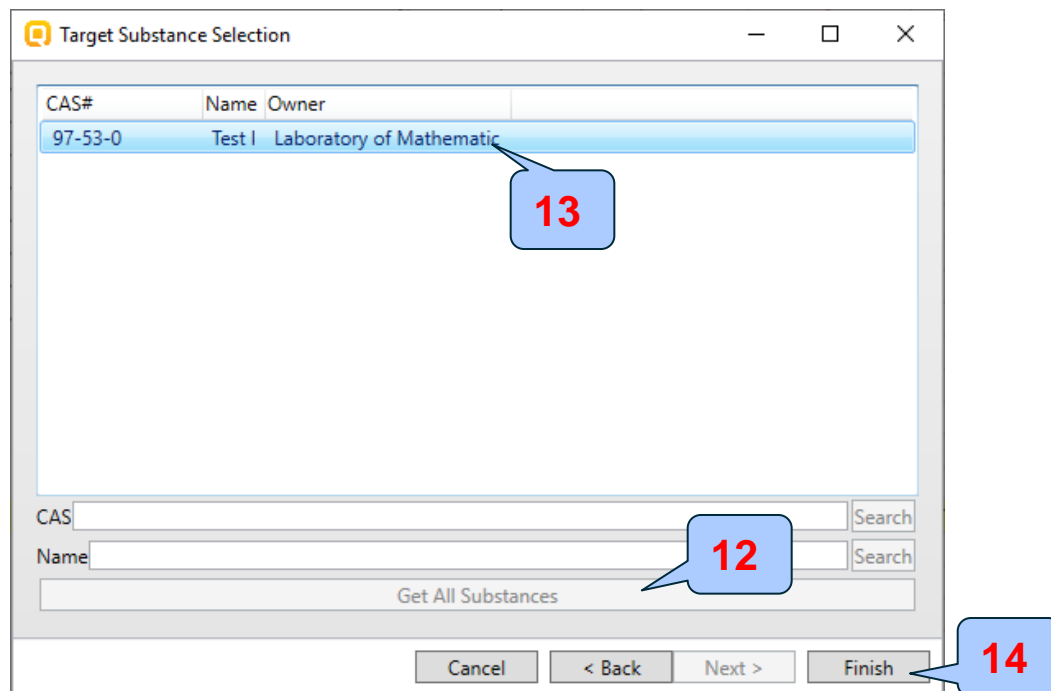 Target Substance Selection
CAS# Name Owner
97-53-0 Test I Laboratory of Mathematic
13
CAS Search
Name Search
12
Get All Substances
Cancel < Back Next > Finish
14